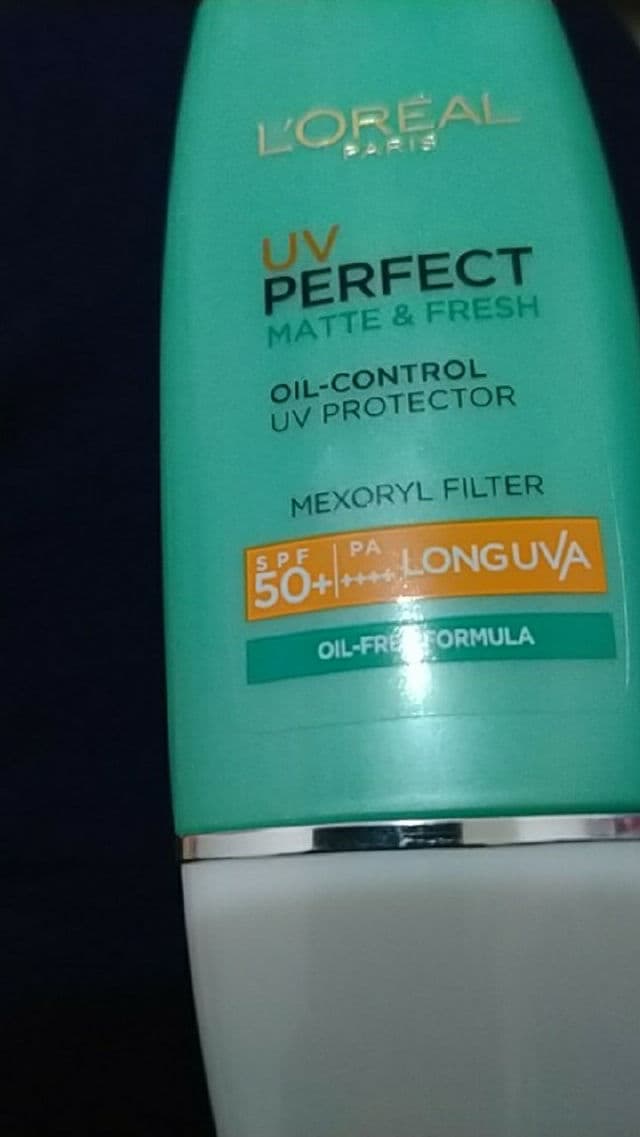 L'ORÉAL
PARIS
UV
PERFECT
MATTE & FRESH
OIL-CONTROL
UV PROTECTOR
MEXORYL FILTER
SPF 50+ PA ++++ LONG UVA
OIL-FREE FORMULA